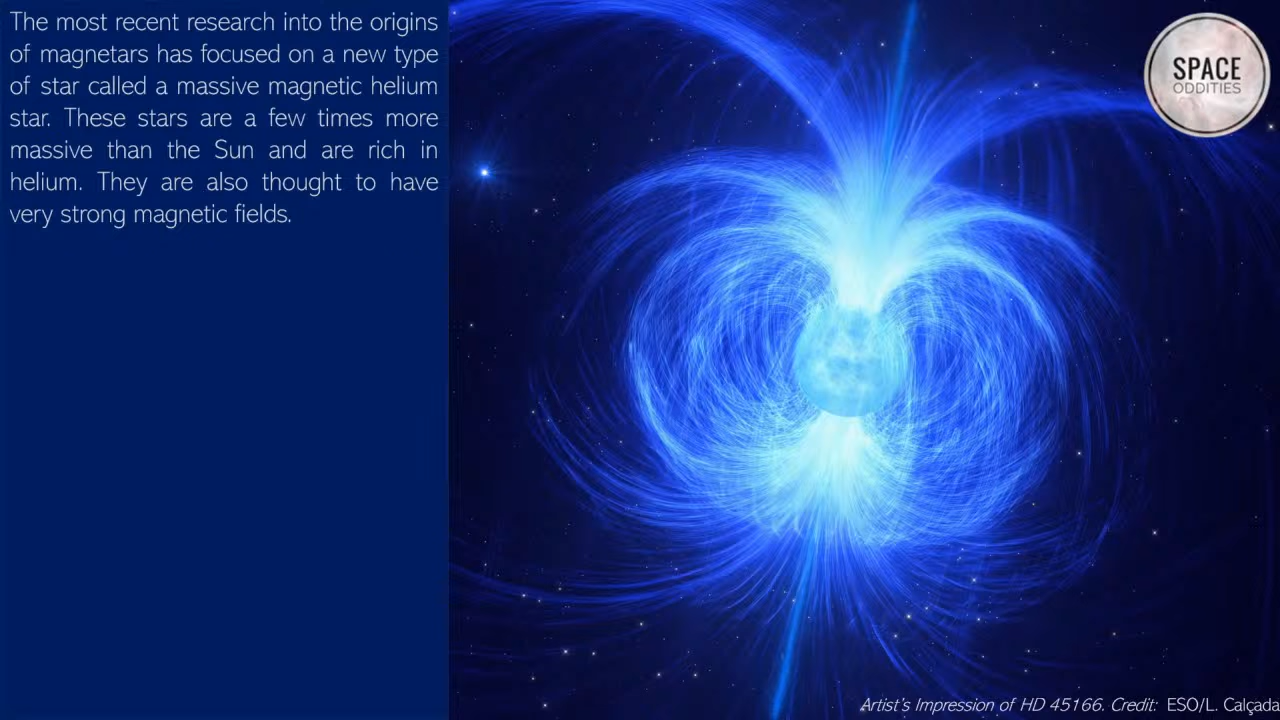 The most recent research into the origins
of magnetars has focused on a new type
of star called a massive magnetic helium
star. These stars are a few times more
massive than the Sun and are rich in
helium. They are also thought to have
very strong magnetic fields.
SPACE
ODDITIES
Artist's Impression of HD 45166. Credit: ESO/L. Calçada